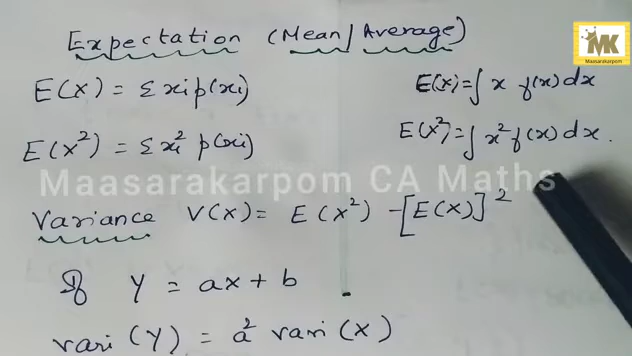 Expectation (Mean/Average)
MK
Maasarakarpom
E(X) = Σ xi p(xi)
E(X) = ∫ x f(x) dx
E(X²) = Σ xi² p(xi)
E(X²) = ∫ x² f(x) dx.
Maasarakarpom CA Maths
Variance V(X) = E(X²) - [E(X)]²
If Y = ax + b
vari (Y) = a² vari (X)